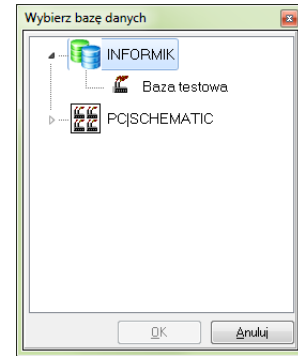 Wybierz bazę danych
INFORMIK
Baza testowa
PC|SCHEMATIC
OK
Anuluj